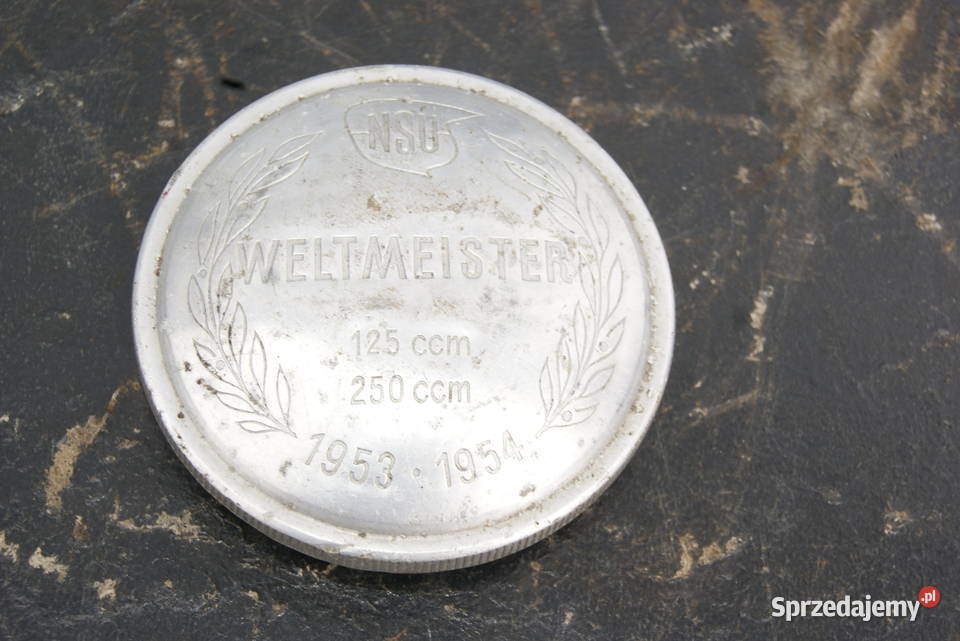 NSU
WELTMEISTER
125 ccm
250 ccm
1953 · 1954
Sprzedajemy.pl